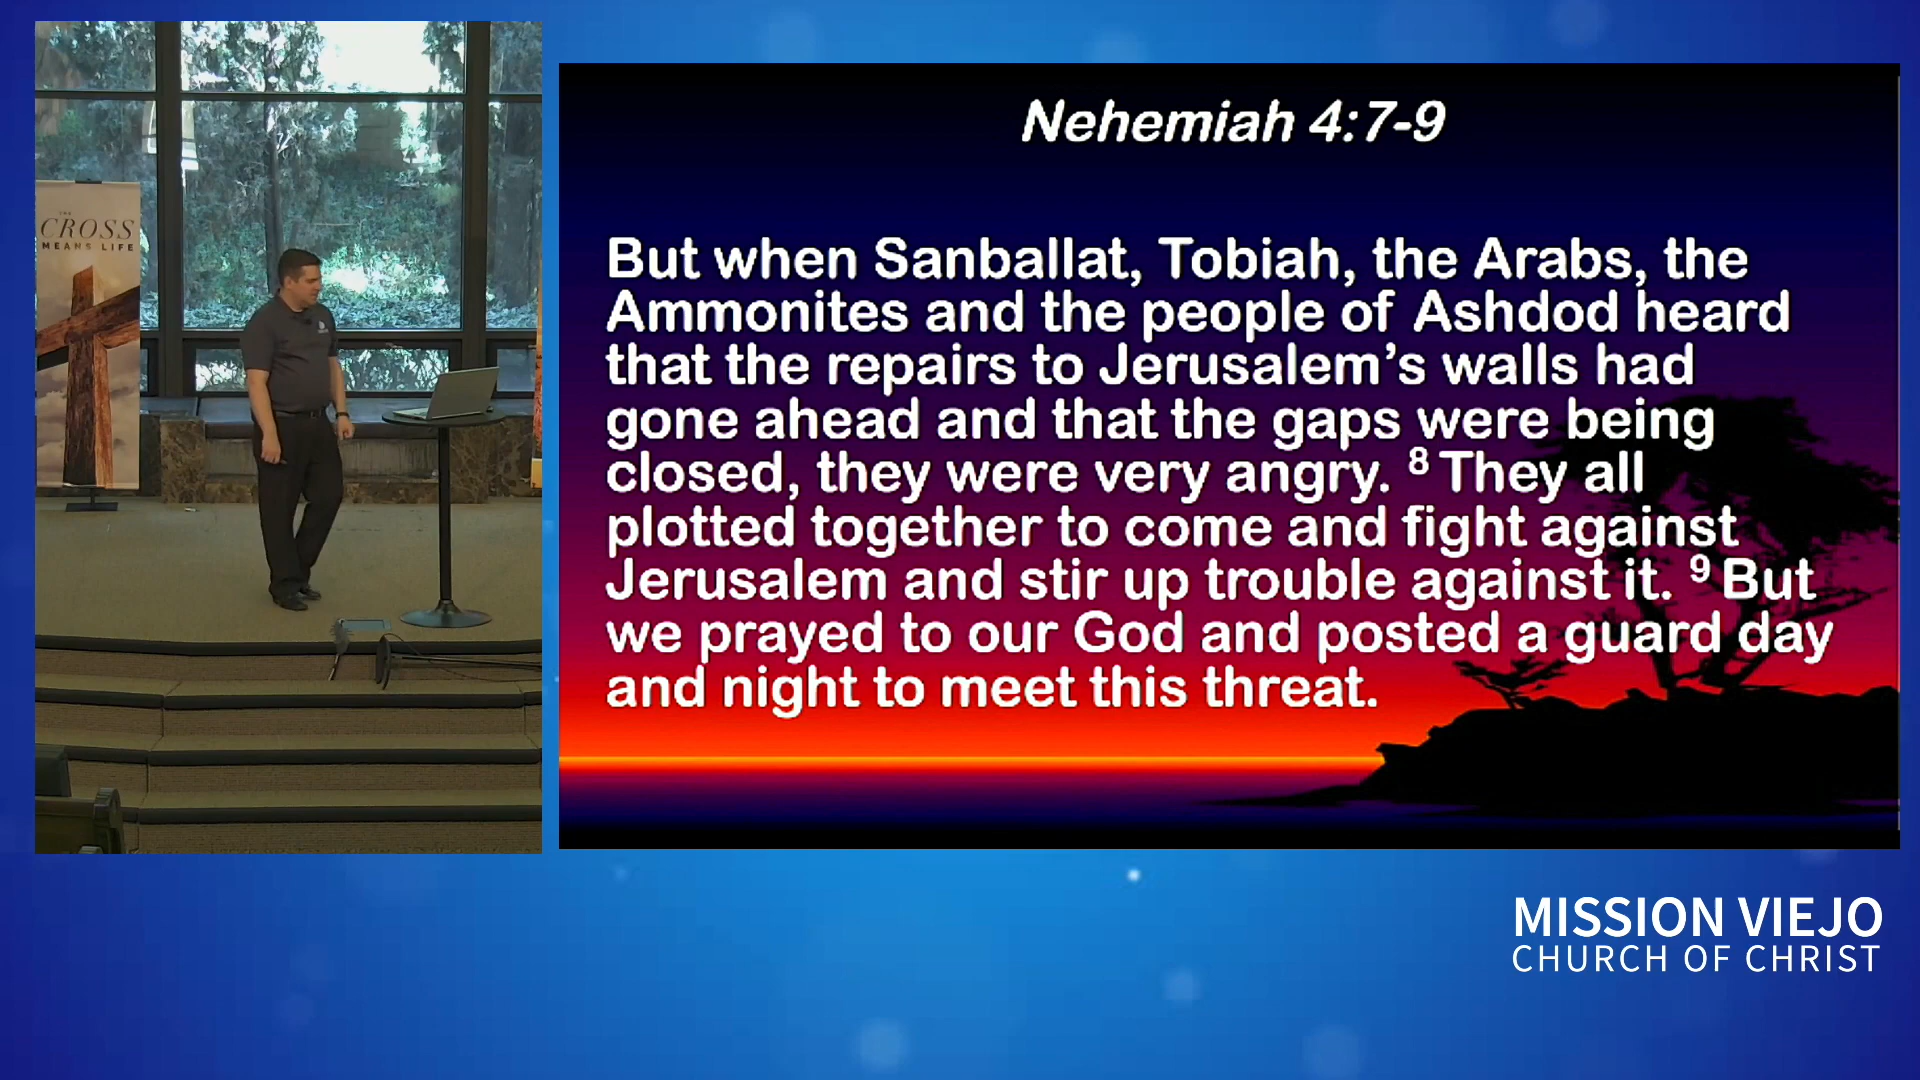 THE
CROSS
MEANS LIFE
Nehemiah 4:7-9
But when Sanballat, Tobiah, the Arabs, the
Ammonites and the people of Ashdod heard
that the repairs to Jerusalem’s walls had
gone ahead and that the gaps were being
closed, they were very angry. ⁸ They all
plotted together to come and fight against
Jerusalem and stir up trouble against it. ⁹ But
we prayed to our God and posted a guard day
and night to meet this threat.
MISSION VIEJO
CHURCH OF CHRIST